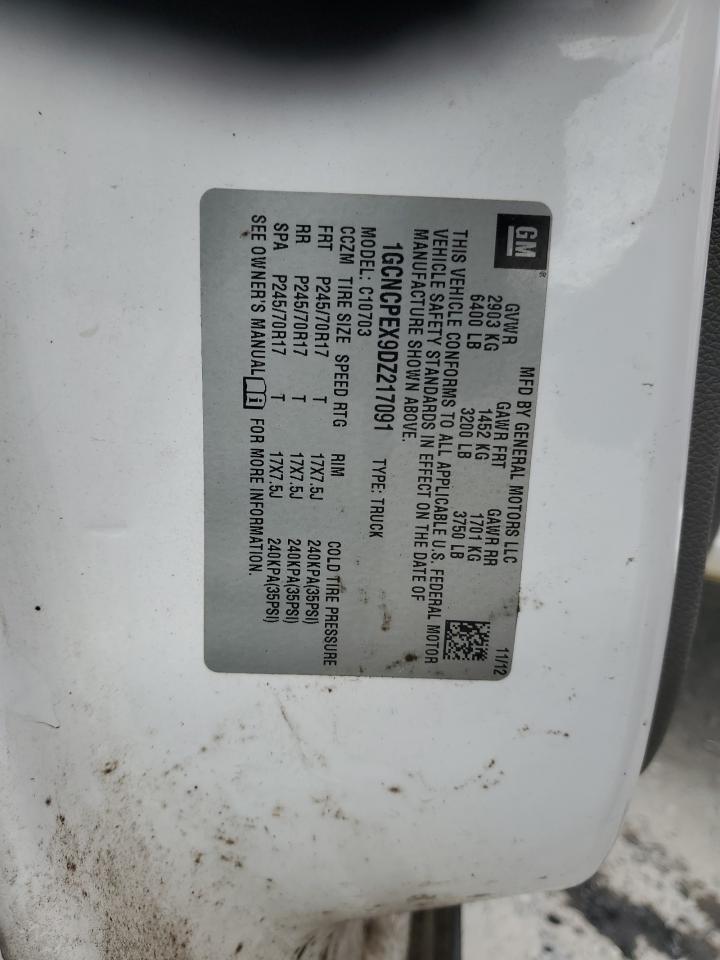 GM ®
MFD BY GENERAL MOTORS LLC 11/12
GVWR GAWR FRT GAWR RR
2903 KG 1452 KG 1701 KG
6400 LB 3200 LB 3750 LB
THIS VEHICLE CONFORMS TO ALL APPLICABLE U.S. FEDERAL MOTOR
VEHICLE SAFETY STANDARDS IN EFFECT ON THE DATE OF
MANUFACTURE SHOWN ABOVE.
1GCNCPEX9DZ217091 TYPE: TRUCK
MODEL: C10703
CCZM TIRE SIZE SPEED RTG RIM COLD TIRE PRESSURE
FRT P245/70R17 T 17X7.5J 240KPA(35PSI)
RR P245/70R17 T 17X7.5J 240KPA(35PSI)
SPA P245/70R17 T 17X7.5J 240KPA(35PSI)
SEE OWNER'S MANUAL i FOR MORE INFORMATION.